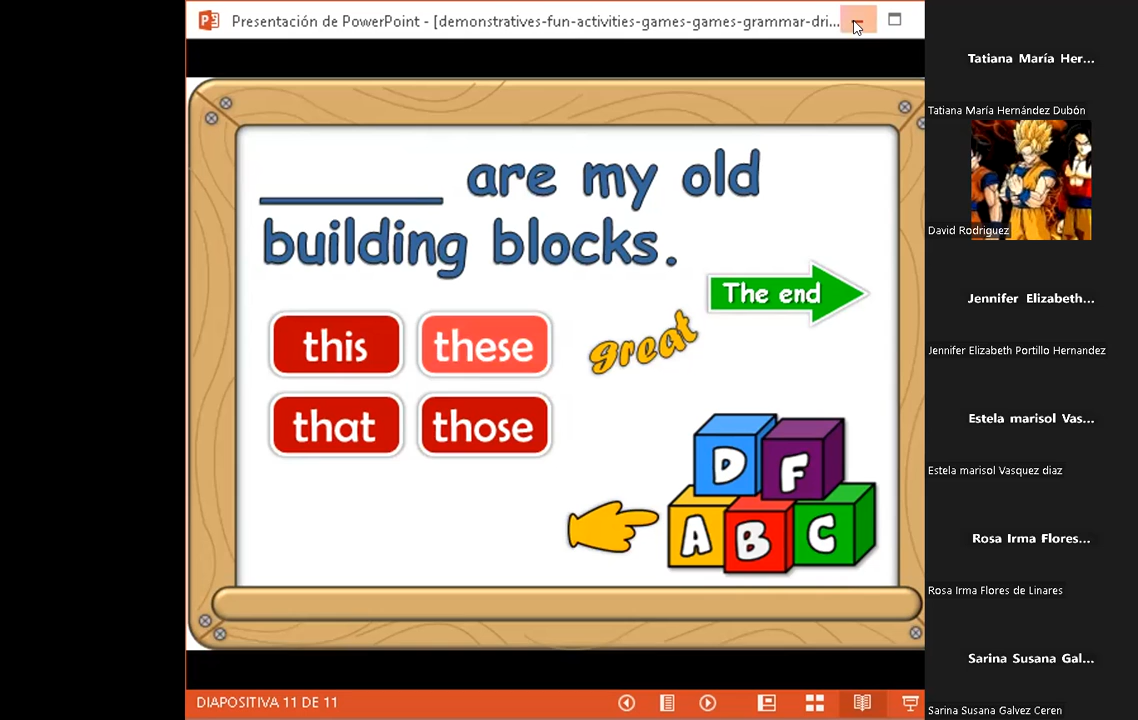 Presentación de PowerPoint - [demonstratives-fun-activities-games-games-grammar-dri...
_______ are my old
building blocks.
The end
this these great
that those
D F
A B C
DIAPOSITIVA 11 DE 11
Tatiana María Her...
Tatiana María Hernández Dubón
David Rodriguez
Jennifer Elizabeth...
Jennifer Elizabeth Portillo Hernandez
Estela marisol Vas...
Estela marisol Vasquez diaz
Rosa Irma Flores...
Rosa Irma Flores de Linares
Sarina Susana Gal...
Sarina Susana Galvez Ceren